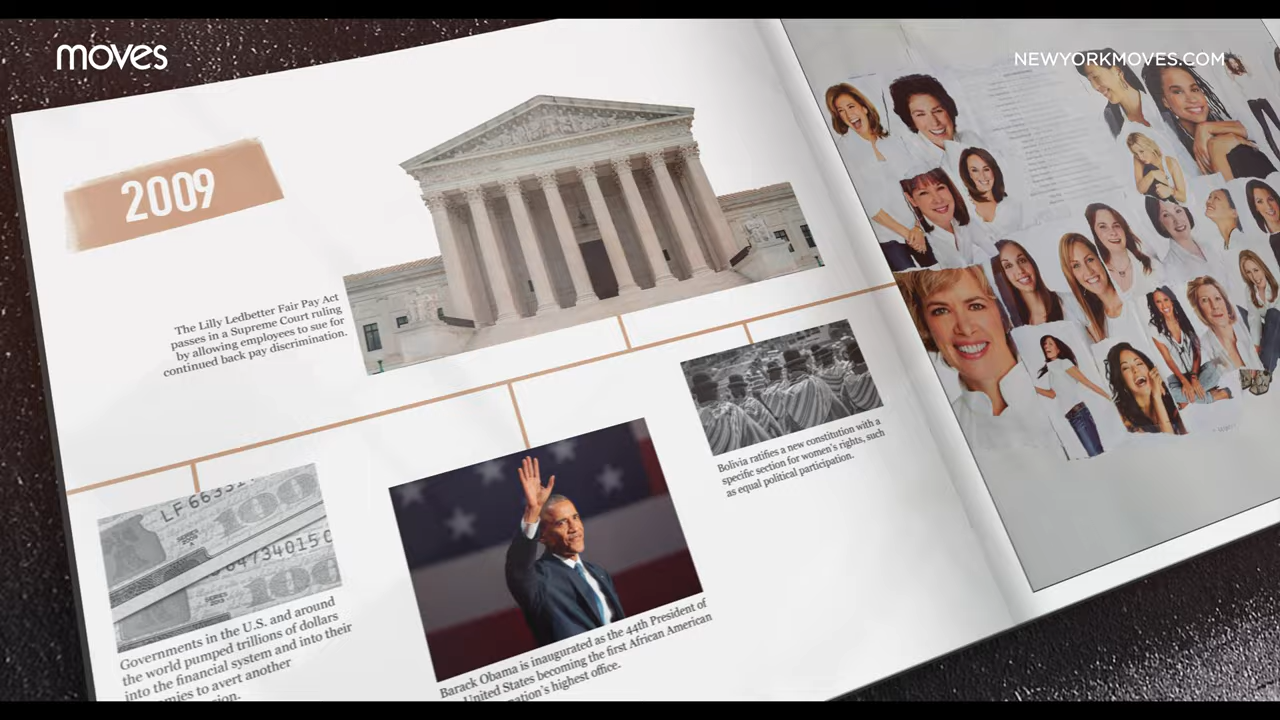 moves
NEWYORKMOVES.COM
2009
The Lilly Ledbetter Fair Pay Act
passes in a Supreme Court ruling
by allowing employees to sue for
continued back pay discrimination.
Bolivia ratifies a new constitution with a
specific section for women's rights, such
as equal political participation.
Governments in the U.S. and around
the world pumped trillions of dollars
into the financial system and into their
to avert another
Barack Obama is inaugurated as the 44th President of
United States becoming the first African American
highest office.